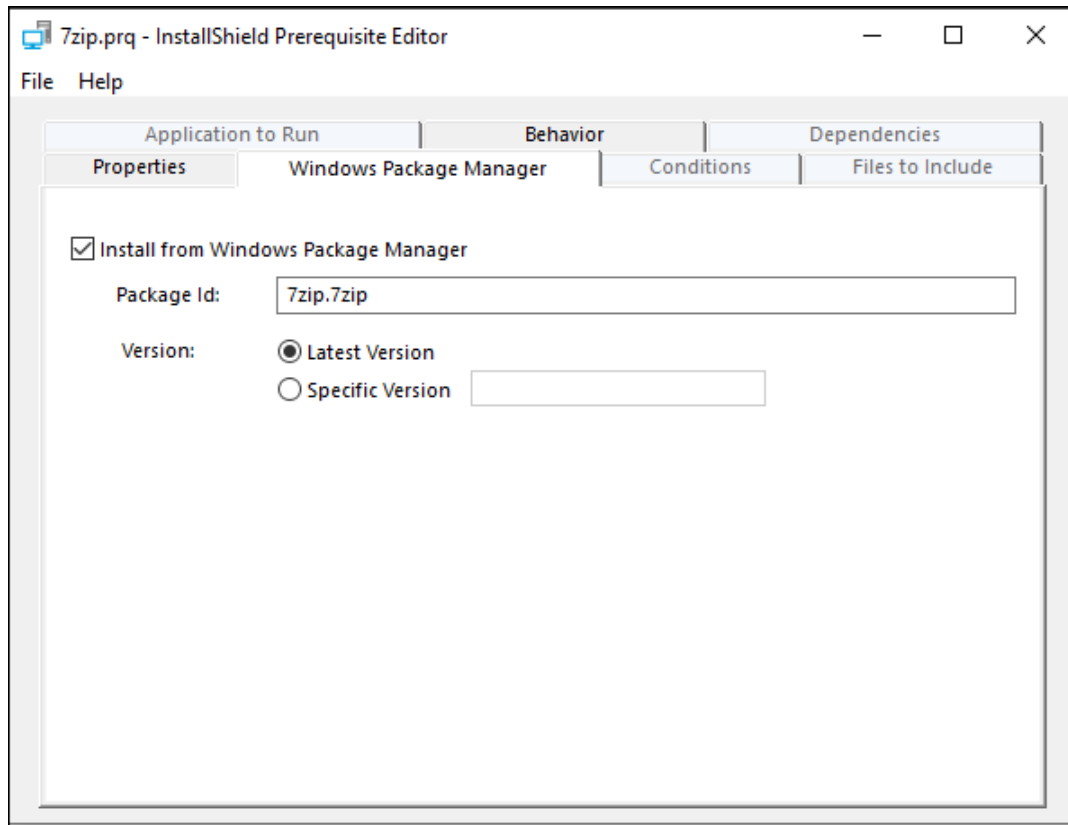 7zip.prq - InstallShield Prerequisite Editor
File Help
Application to Run Behavior Dependencies
Properties Windows Package Manager Conditions Files to Include
Install from Windows Package Manager
Package Id: 7zip.7zip
Version: Latest Version
Specific Version